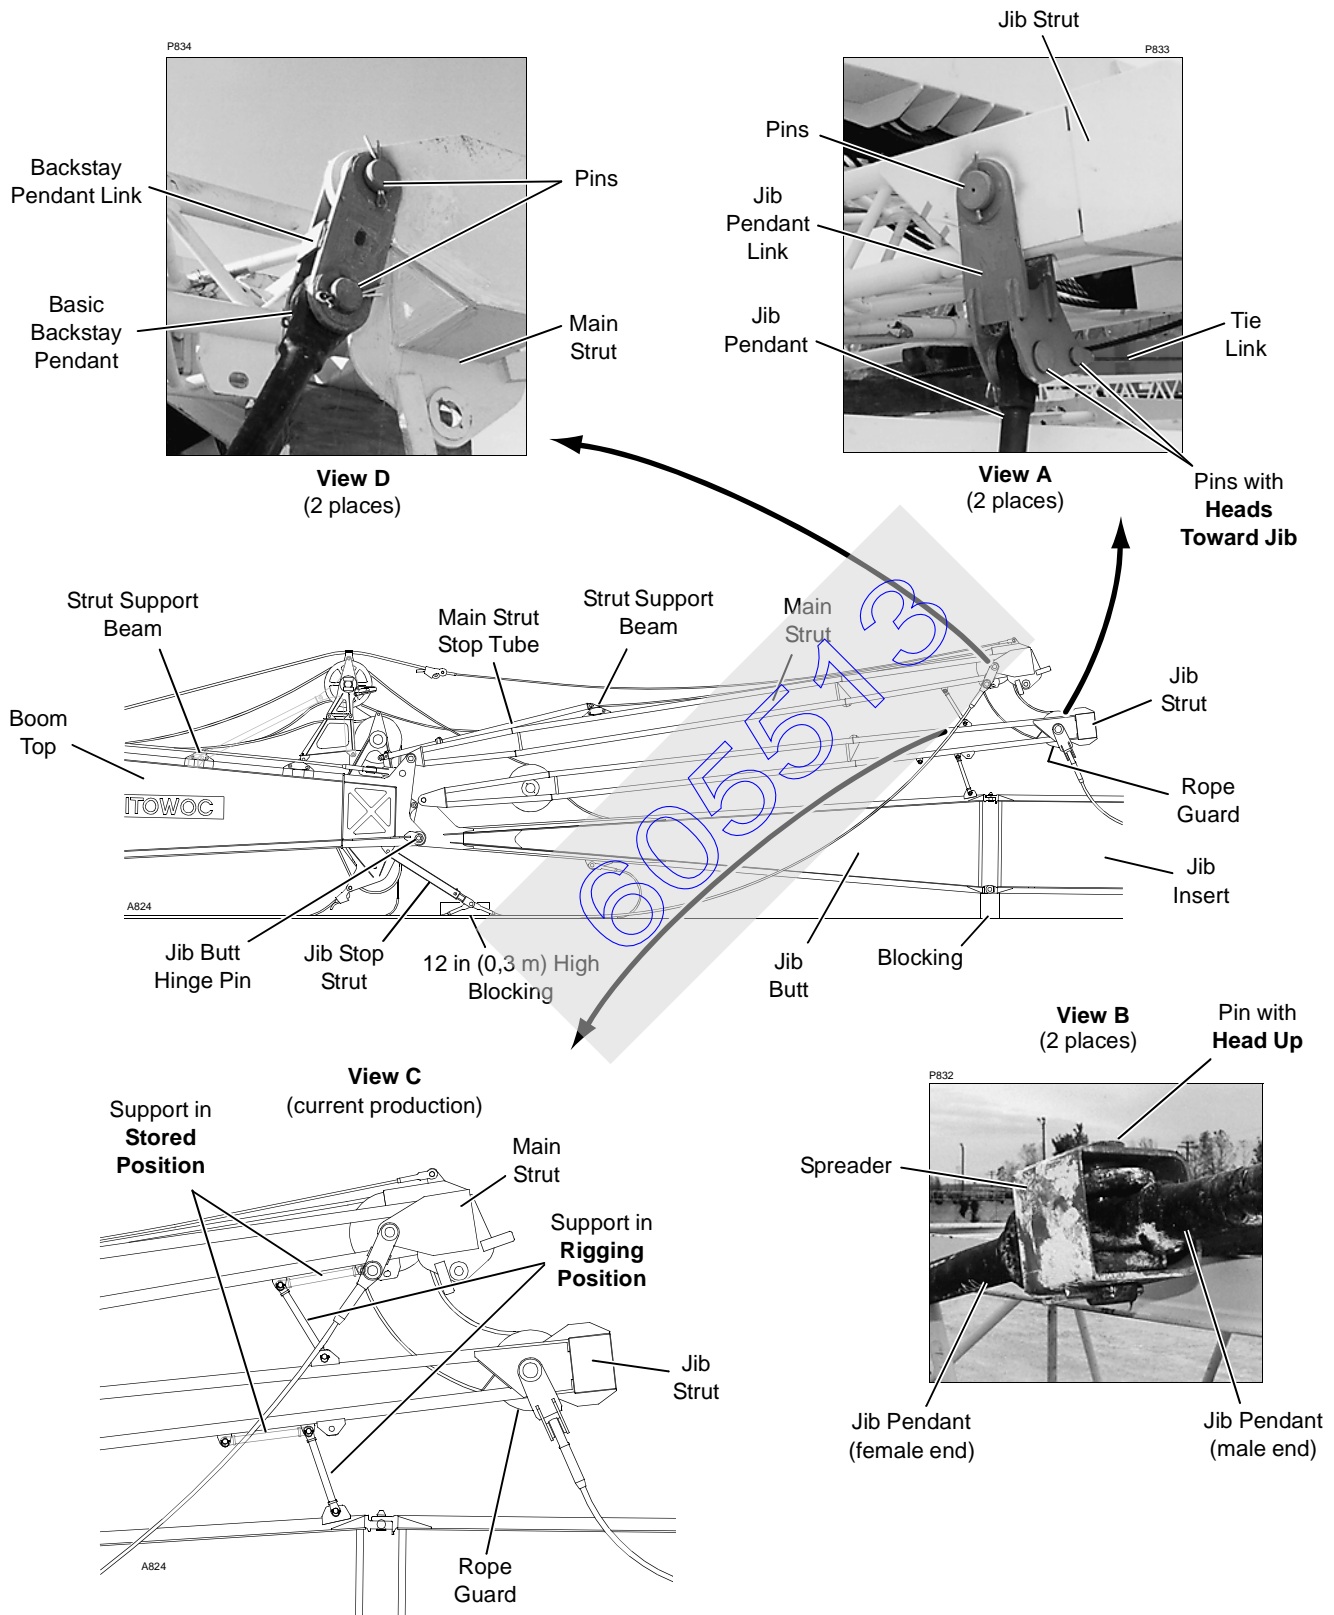 P834
Backstay
Pendant Link
Pins
Basic
Backstay
Pendant
Main
Strut
View D
(2 places)
Jib Strut
P833
Pins
Jib
Pendant
Link
Jib
Pendant
Tie
Link
View A
(2 places)
Pins with
Heads
Toward Jib
Strut Support
Beam
Main Strut
Stop Tube
Strut Support
Beam
Main
Strut
Jib
Strut
Boom
Top
ITOWOC
Rope
Guard
Jib
Insert
A824
Jib Butt
Hinge Pin
Jib Stop
Strut
12 in (0,3 m) High
Blocking
Jib
Butt
Blocking
6055513
View C
(current production)
Support in
Stored
Position
Main
Strut
Support in
Rigging
Position
Jib
Strut
A824
Rope
Guard
View B
(2 places)
Pin with
Head Up
P832
Spreader
Jib Pendant
(female end)
Jib Pendant
(male end)